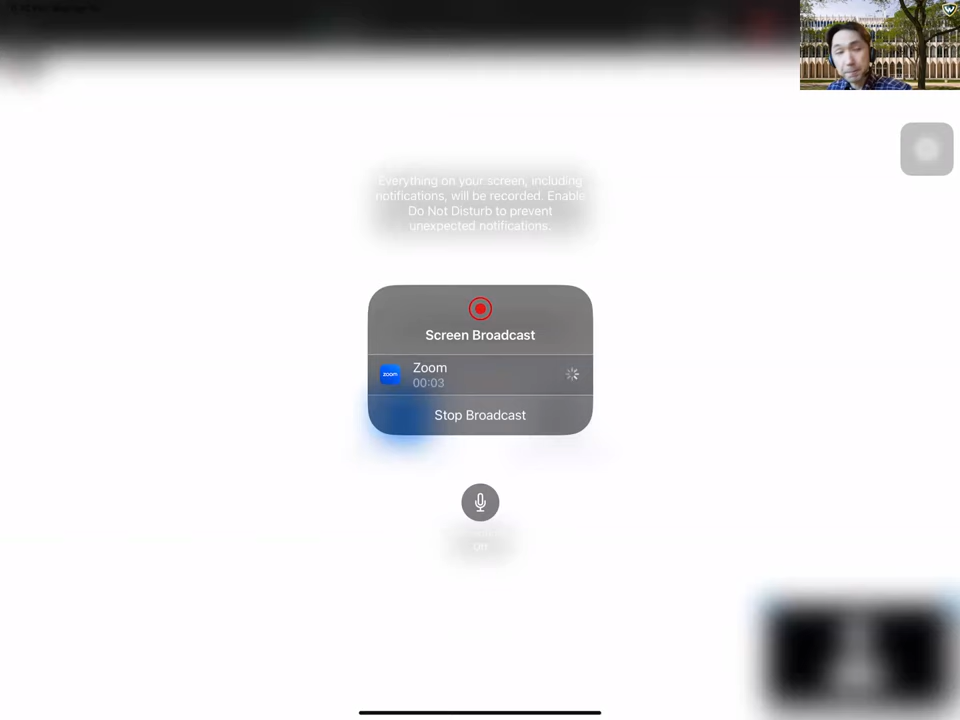 Everything on your screen, including
notifications, will be recorded. Enable
Do Not Disturb to prevent
unexpected notifications.
Screen Broadcast
zoom
Zoom
00:03
Stop Broadcast
Off